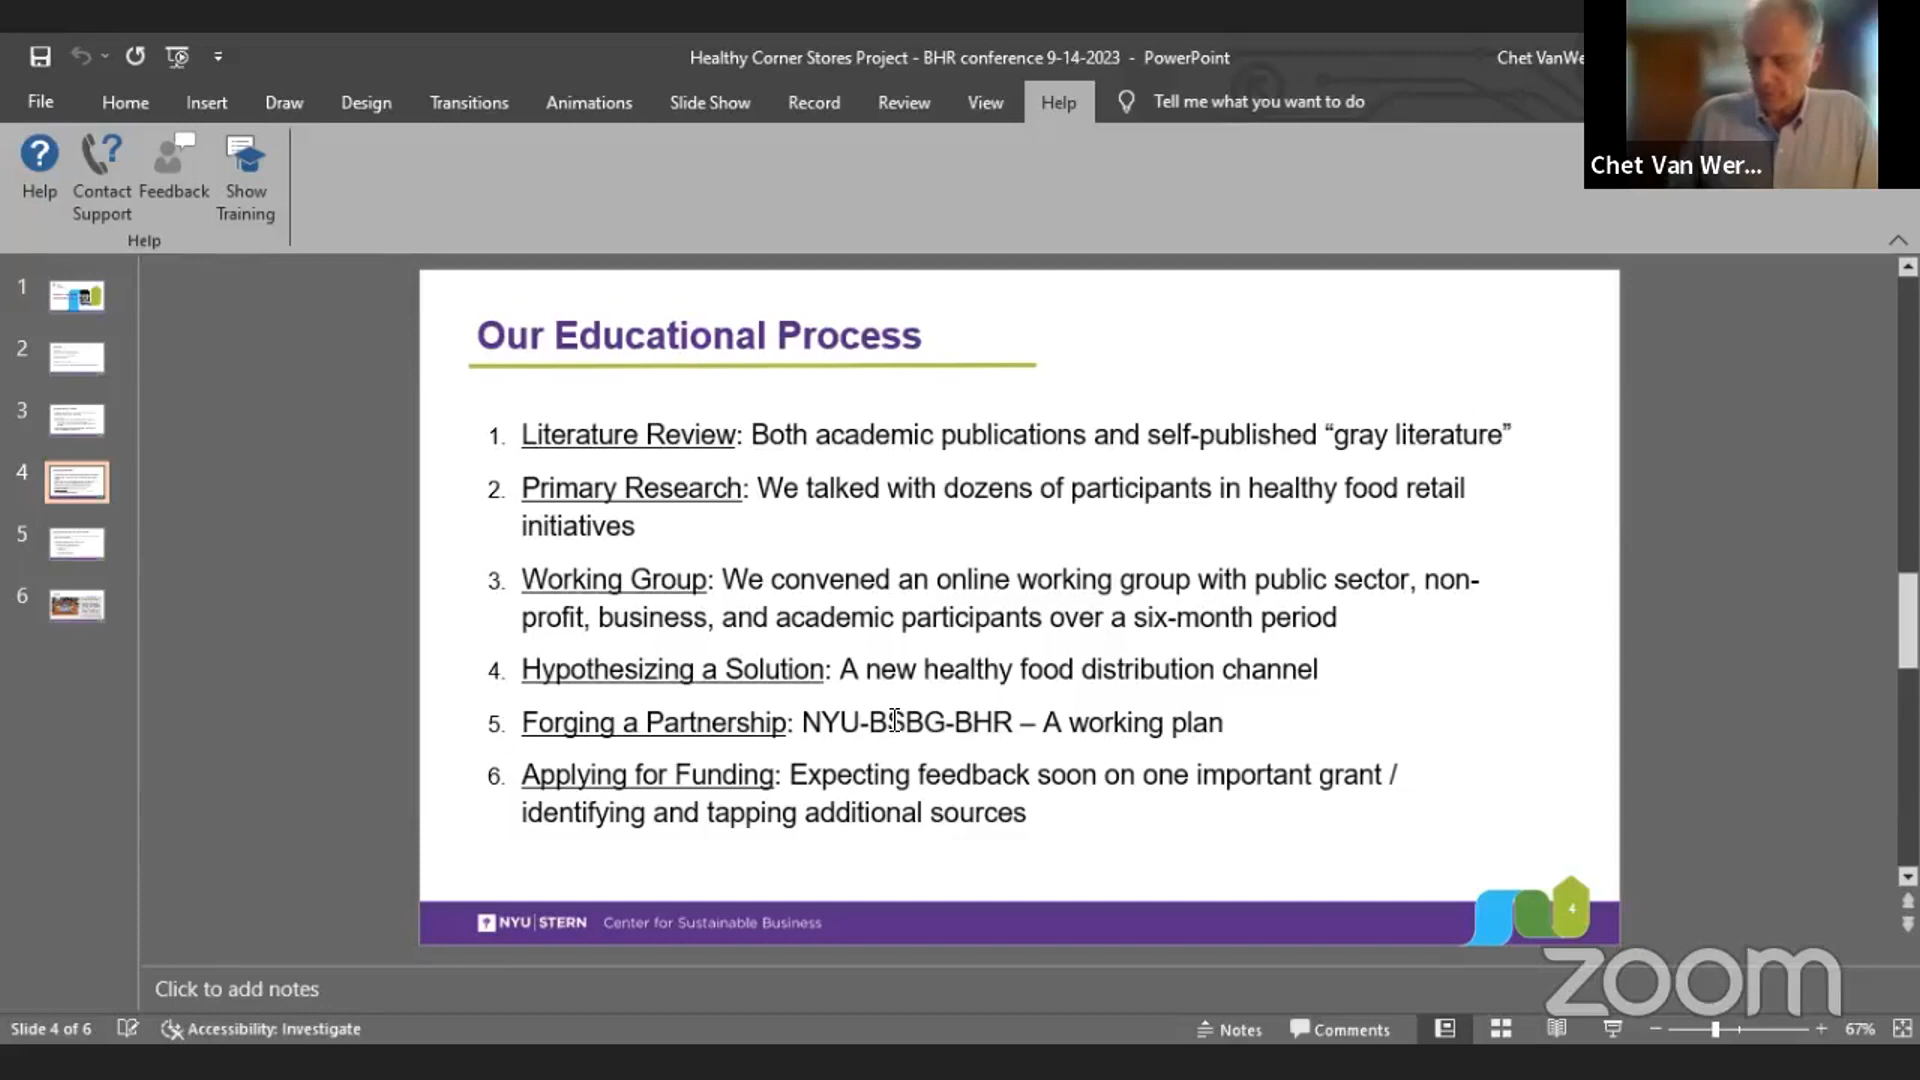 Healthy Corner Stores Project - BHR conference 9-14-2023 - PowerPoint
Chet VanWe
File Home Insert Draw Design Transitions Animations Slide Show Record Review View Help Tell me what you want to do
Chet Van Wer...
Help Contact Support Feedback Show Training
Help
1
2
3
4
5
6
Our Educational Process
1. Literature Review: Both academic publications and self-published “gray literature”
2. Primary Research: We talked with dozens of participants in healthy food retail
initiatives
3. Working Group: We convened an online working group with public sector, non-
profit, business, and academic participants over a six-month period
4. Hypothesizing a Solution: A new healthy food distribution channel
5. Forging a Partnership: NYU-BSBG-BHR – A working plan
6. Applying for Funding: Expecting feedback soon on one important grant /
identifying and tapping additional sources
NYU STERN Center for Sustainable Business
4
zoom
Click to add notes
Slide 4 of 6 Accessibility: Investigate Notes Comments 67%